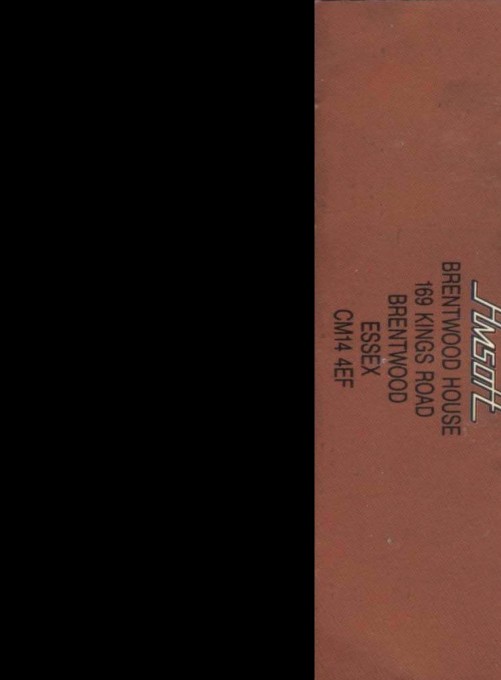 AMSOFT
BRENTWOOD HOUSE
169 KINGS ROAD
BRENTWOOD
ESSEX
CM14 4EF